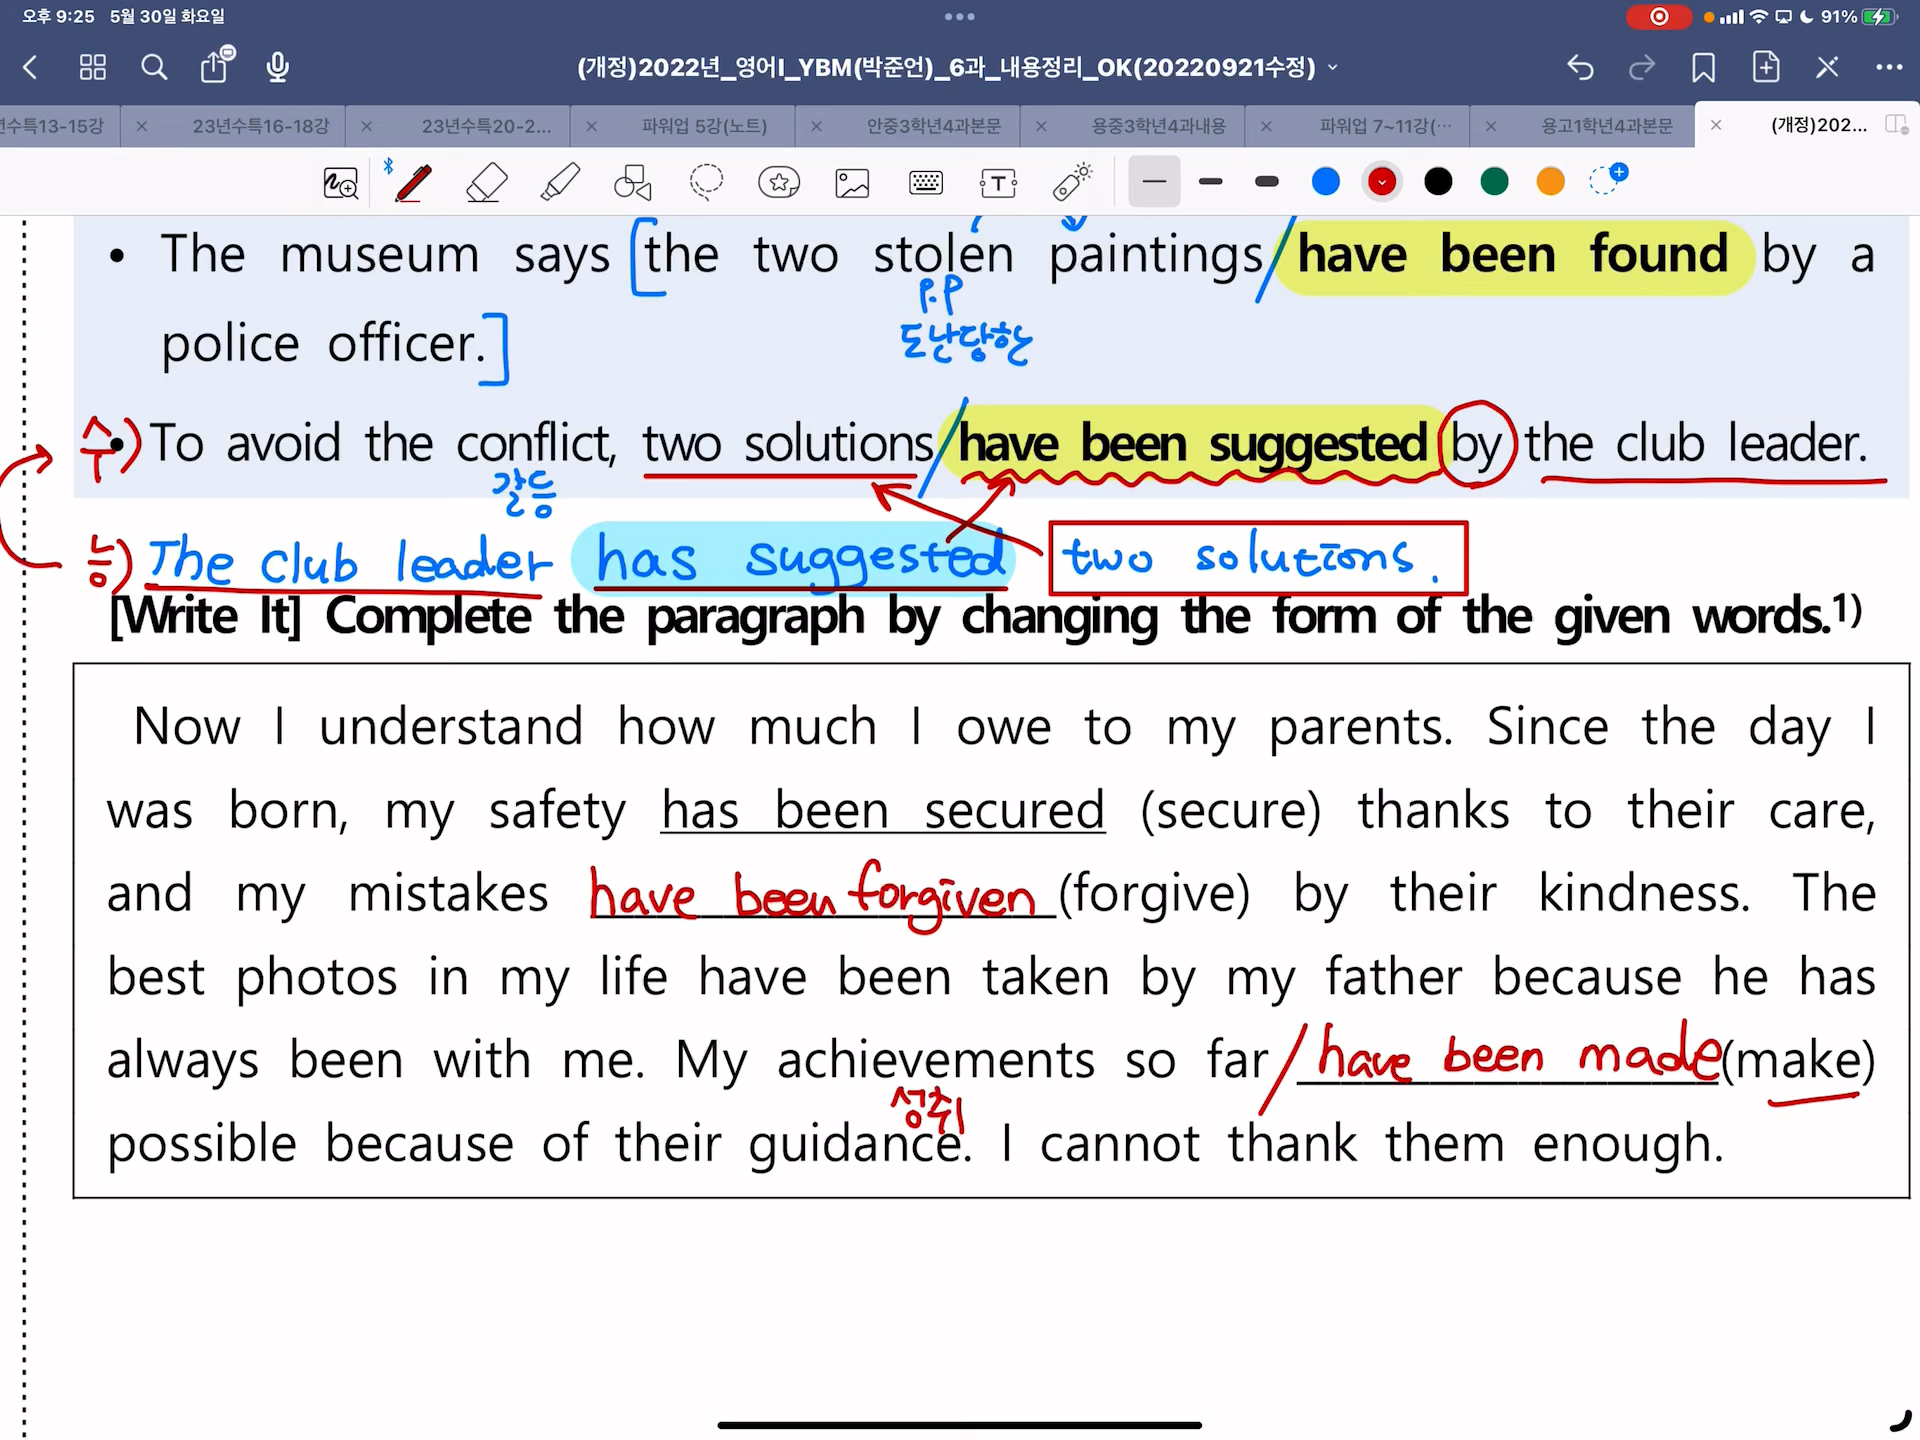 오후 9:25 5월 30일 화요일
91%
(개정)2022년_영어I_YBM(박준언)_6과_내용정리_OK(20220921수정)
년수특13-15강 23년수특16-18강 23년수특20-2... 파워업 5강(노트) 안중3학년4과본문 용중3학년4과내용 파워업 7~11강(... 용고1학년4과본문 (개정)202...
• The museum says [the two stolen paintings/have been found by a
P.P
police officer.]
도난당한
수) • To avoid the conflict, two solutions/have been suggested by the club leader.
갈등
능) The club leader has suggested two solutions.
[Write It] Complete the paragraph by changing the form of the given words.1)
Now I understand how much I owe to my parents. Since the day I
was born, my safety has been secured (secure) thanks to their care,
and my mistakes have been forgiven (forgive) by their kindness. The
best photos in my life have been taken by my father because he has
always been with me. My achievements so far / have been made (make)
성취
possible because of their guidance. I cannot thank them enough.